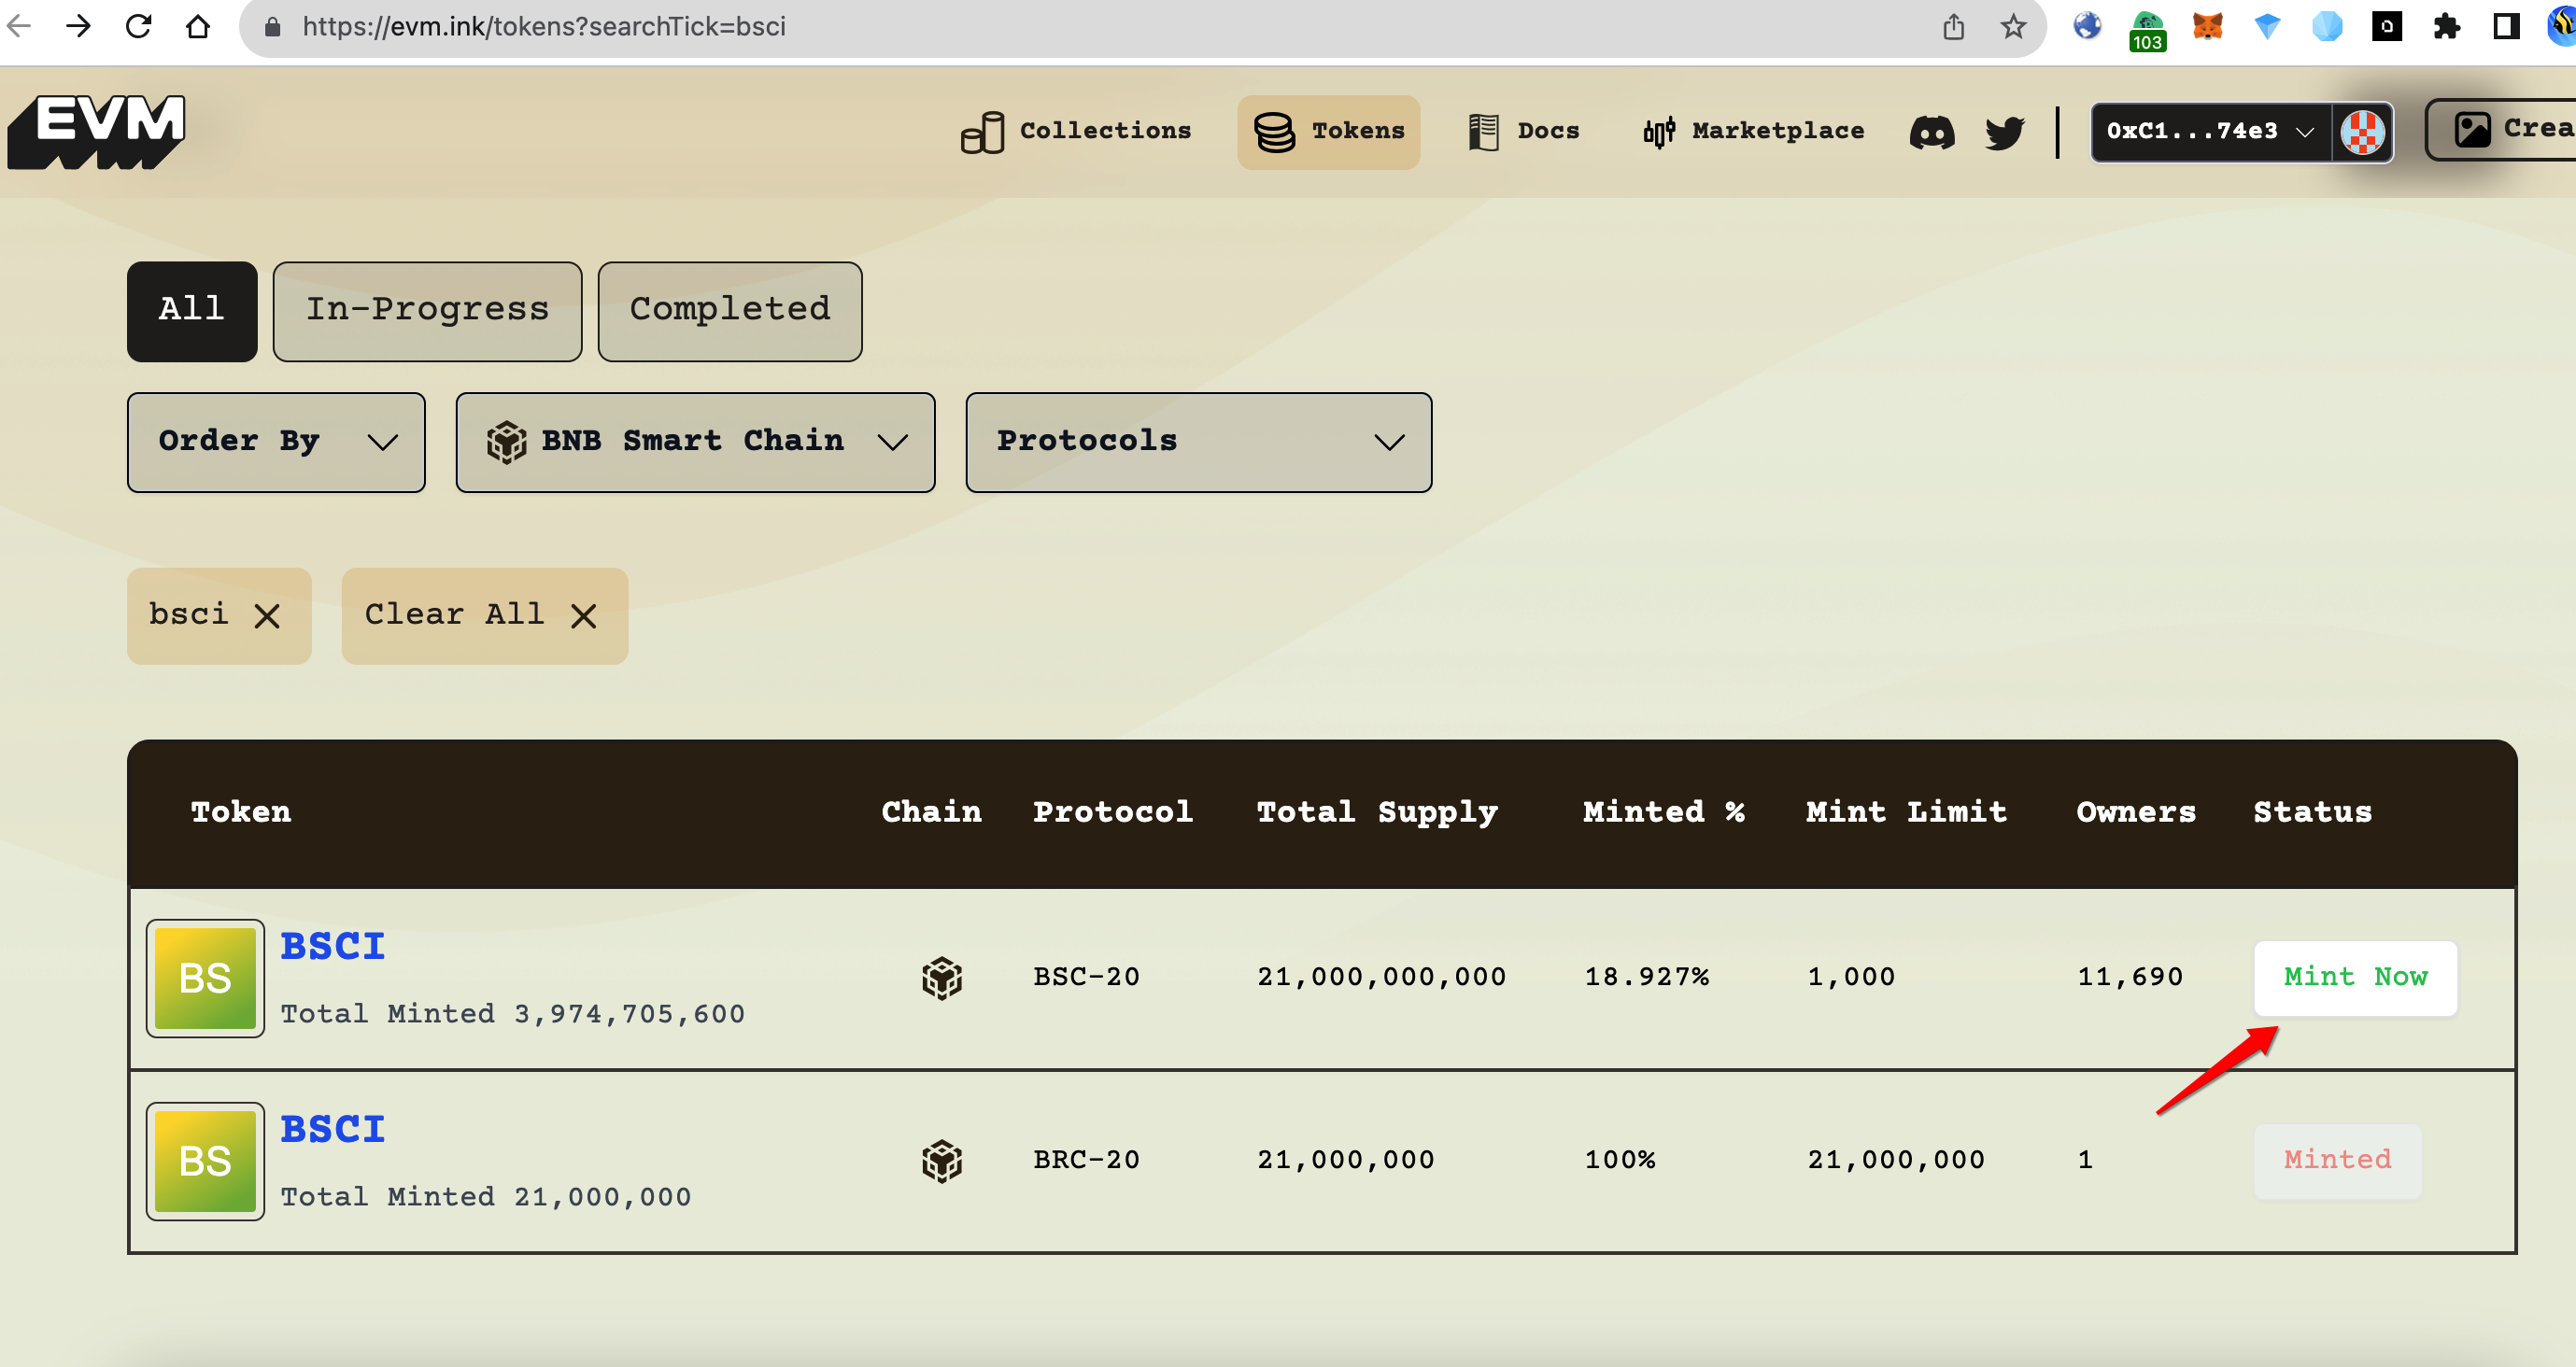 https://evm.ink/tokens?searchTick=bsci
103
EVM
Collections
Tokens
Docs
Marketplace
0xC1...74e3
Crea
All
In-Progress
Completed
Order By
BNB Smart Chain
Protocols
bsci
Clear All
Token Chain Protocol Total Supply Minted % Mint Limit Owners Status
BS
BSCI
Total Minted 3,974,705,600
BSC-20 21,000,000,000 18.927% 1,000 11,690 Mint Now
BS
BSCI
Total Minted 21,000,000
BRC-20 21,000,000 100% 21,000,000 1 Minted